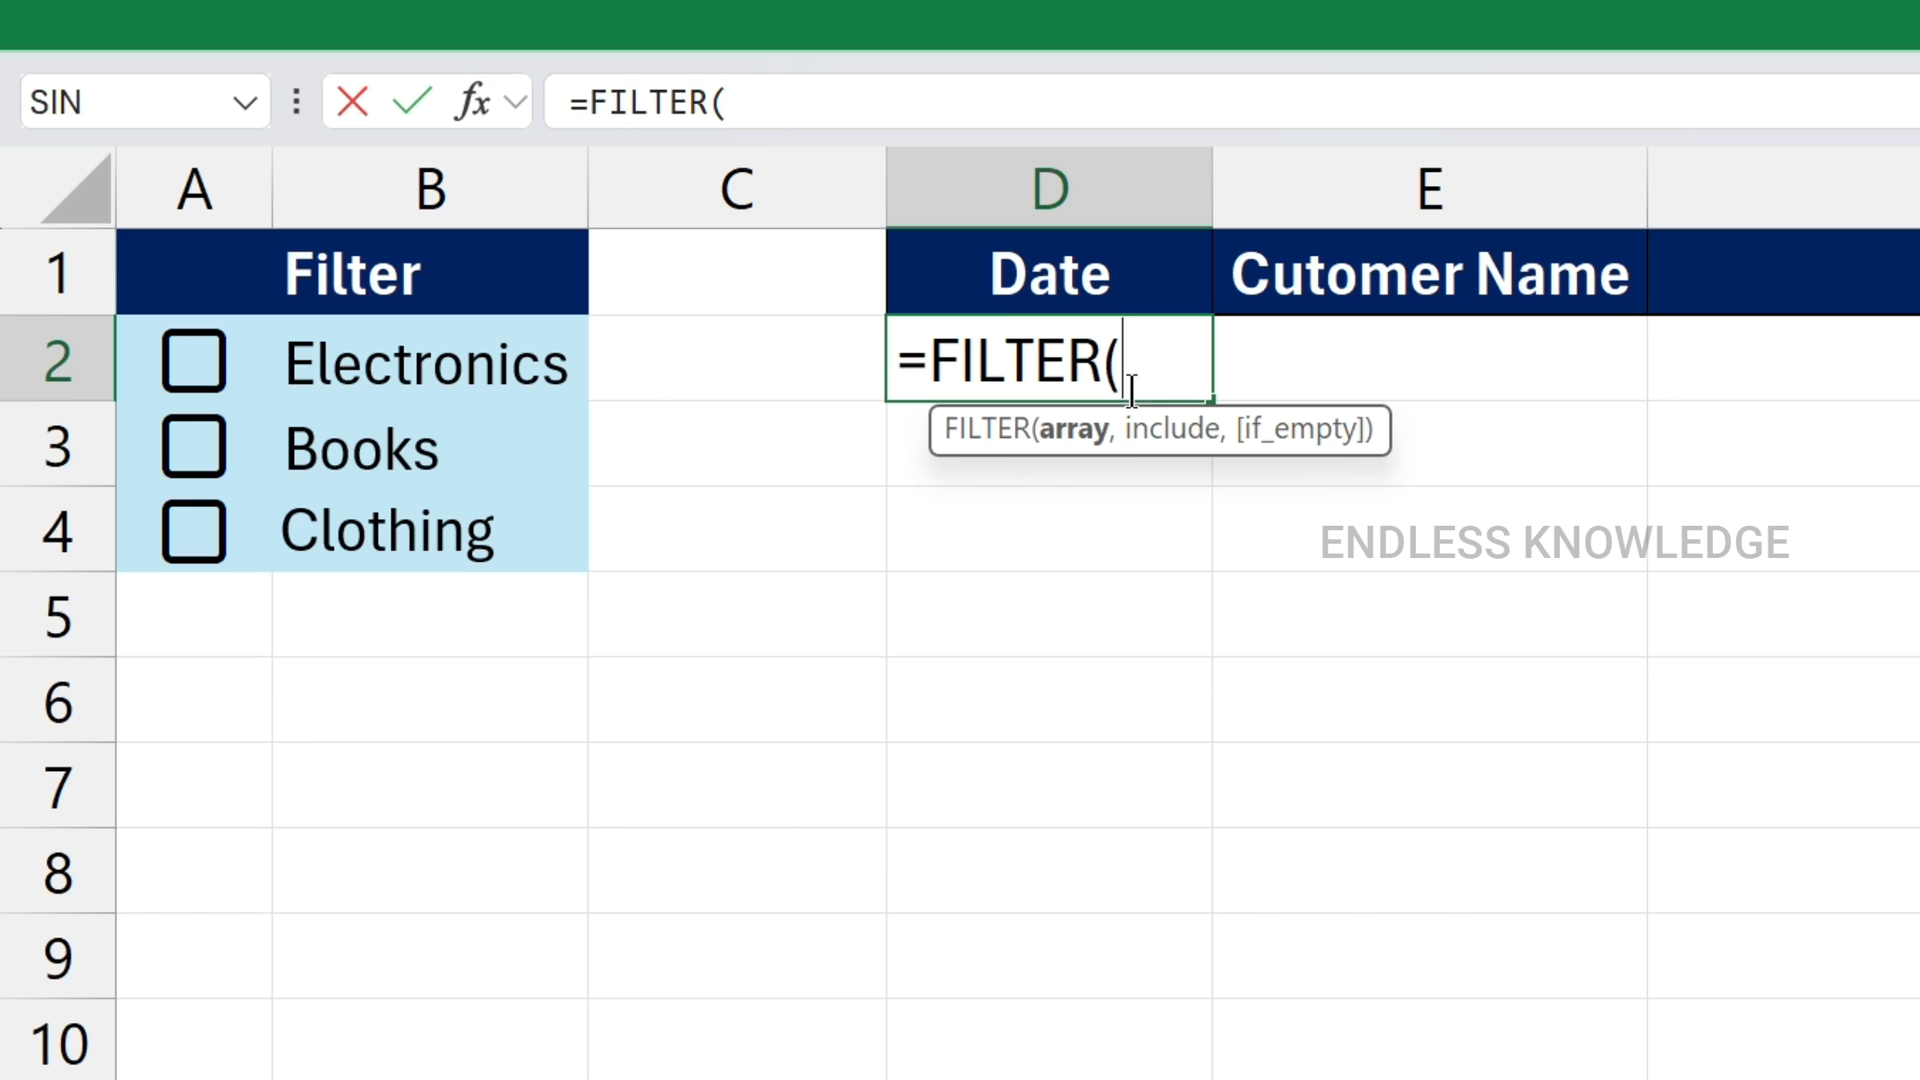 SIN fx =FILTER(
A B C D E
1 Filter Date Cutomer Name
2 Electronics =FILTER(
FILTER(array, include, [if_empty])
3 Books
4 Clothing
ENDLESS KNOWLEDGE
5
6
7
8
9
10